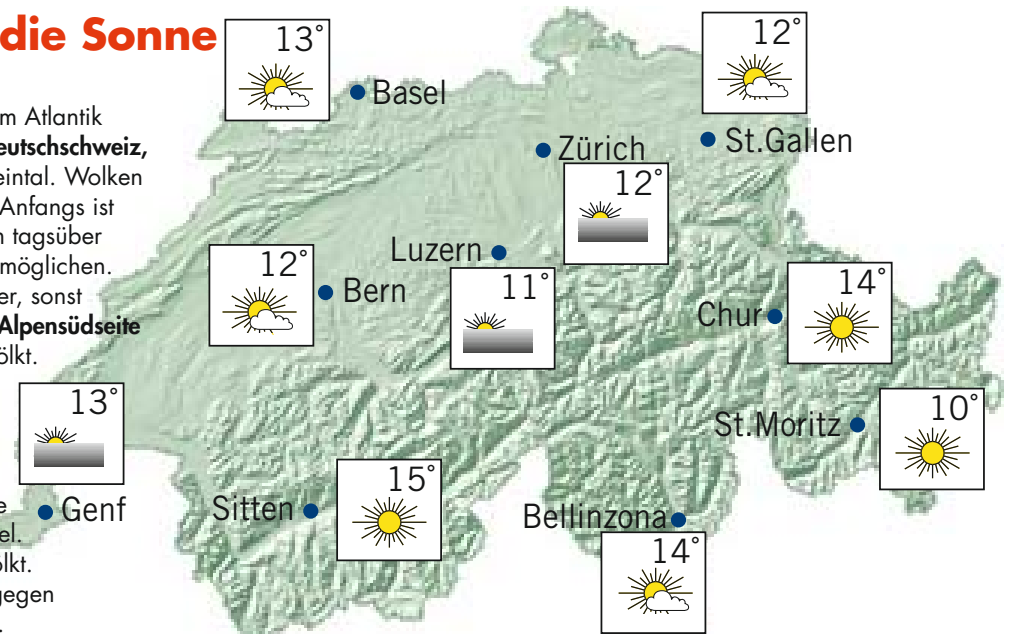 die Sonne
m Atlantik
eutschschweiz,
eintal. Wolken
Anfangs ist
n tagsüber
möglichen.
er, sonst
Alpensüdseite
ölkt.
e
el.
ölkt.
gegen
13°
Basel
12°
St.Gallen
Zürich
12°
Luzern
11°
12°
Bern
Chur
14°
13°
Genf
St.Moritz
10°
Sitten
15°
Bellinzona
14°